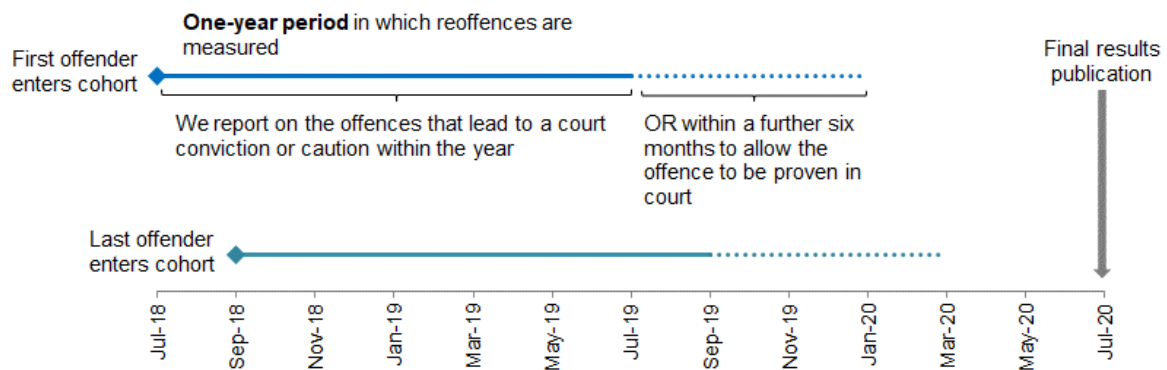 One-year period in which reoffences are
measured
First offender
enters cohort
Final results
publication
We report on the offences that lead to a court
conviction or caution within the year
OR within a further six
months to allow the
offence to be proven in
court
Last offender
enters cohort
Jul-18
Sep-18
Nov-18
Jan-19
Mar-19
May-19
Jul-19
Sep-19
Nov-19
Jan-20
Mar-20
May-20
Jul-20